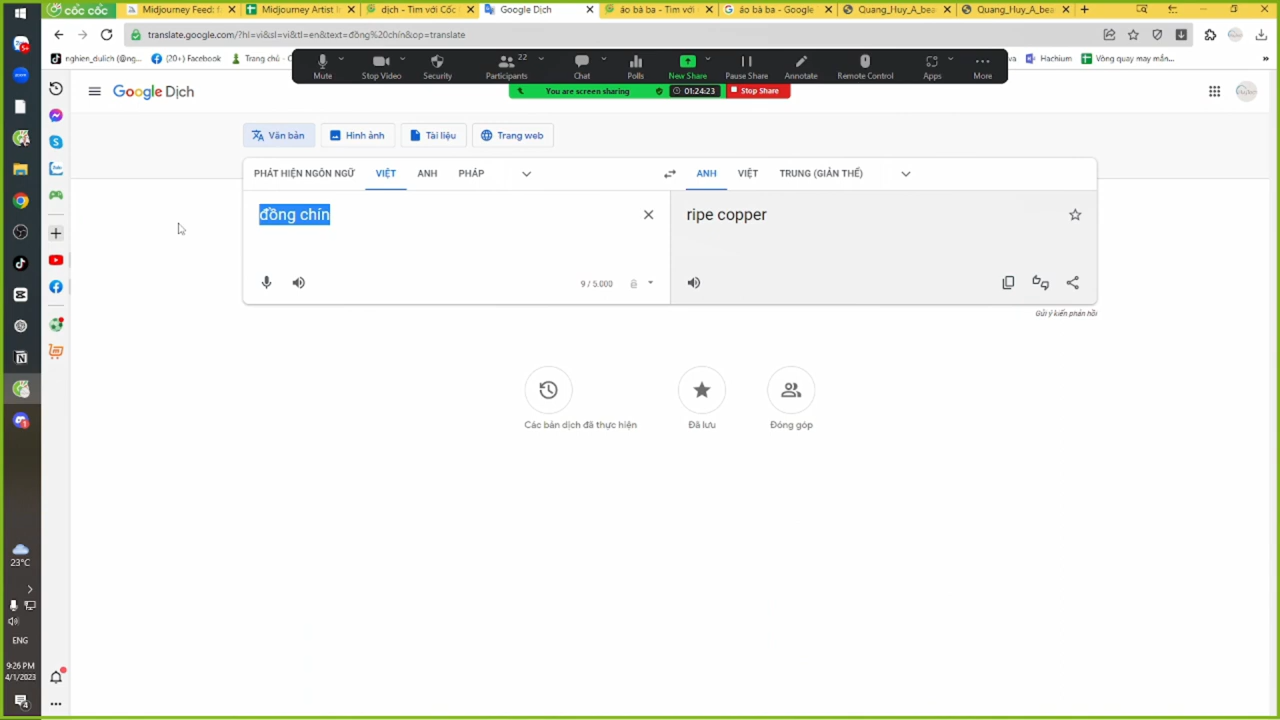 cốc cốc
Midjourney Feed: f
Midjourney Artist I
dịch - Tìm với Cốc
Google Dịch
áo bà ba - Tìm với
áo bà ba - Google
Quang_Huy_A_bea
Quang_Huy_A_bea
translate.google.com/?hl=vi&sl=vi&tl=en&text=đồng%20chín&op=translate
nghien_dulich (@ng...
(20+) Facebook
Trang chủ - C
Hachium
Vòng quay may mắn...
22
Mute
Stop Video
Security
Participants
Chat
Polls
New Share
Pause Share
Annotate
Remote Control
Apps
More
You are screen sharing
01:24:23
Stop Share
Google Dịch
Văn bản
Hình ảnh
Tài liệu
Trang web
PHÁT HIỆN NGÔN NGỮ
VIỆT
ANH
PHÁP
ANH
VIỆT
TRUNG (GIẢN THỂ)
đồng chín
ripe copper
9 / 5.000
Gửi ý kiến phản hồi
Các bản dịch đã thực hiện
Đã lưu
Đóng góp
23°C
ENG
9:26 PM
4/1/2023
4